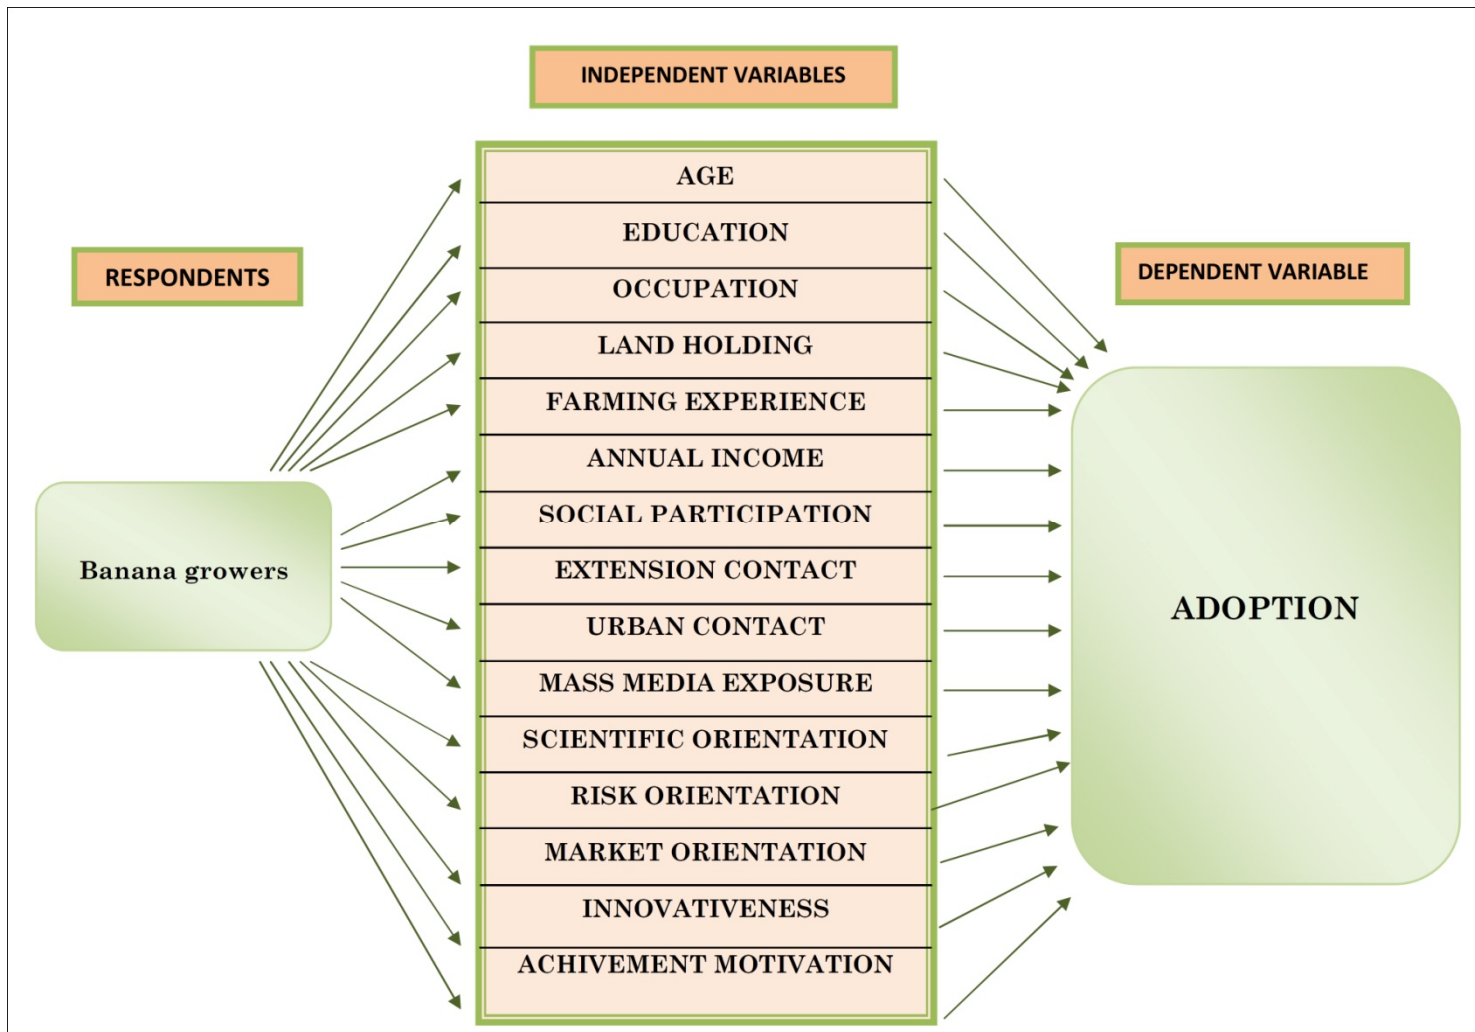 INDEPENDENT VARIABLES
RESPONDENTS
Banana growers
AGE
EDUCATION
OCCUPATION
LAND HOLDING
FARMING EXPERIENCE
ANNUAL INCOME
SOCIAL PARTICIPATION
EXTENSION CONTACT
URBAN CONTACT
MASS MEDIA EXPOSURE
SCIENTIFIC ORIENTATION
RISK ORIENTATION
MARKET ORIENTATION
INNOVATIVENESS
ACHIVEMENT MOTIVATION
DEPENDENT VARIABLE
ADOPTION